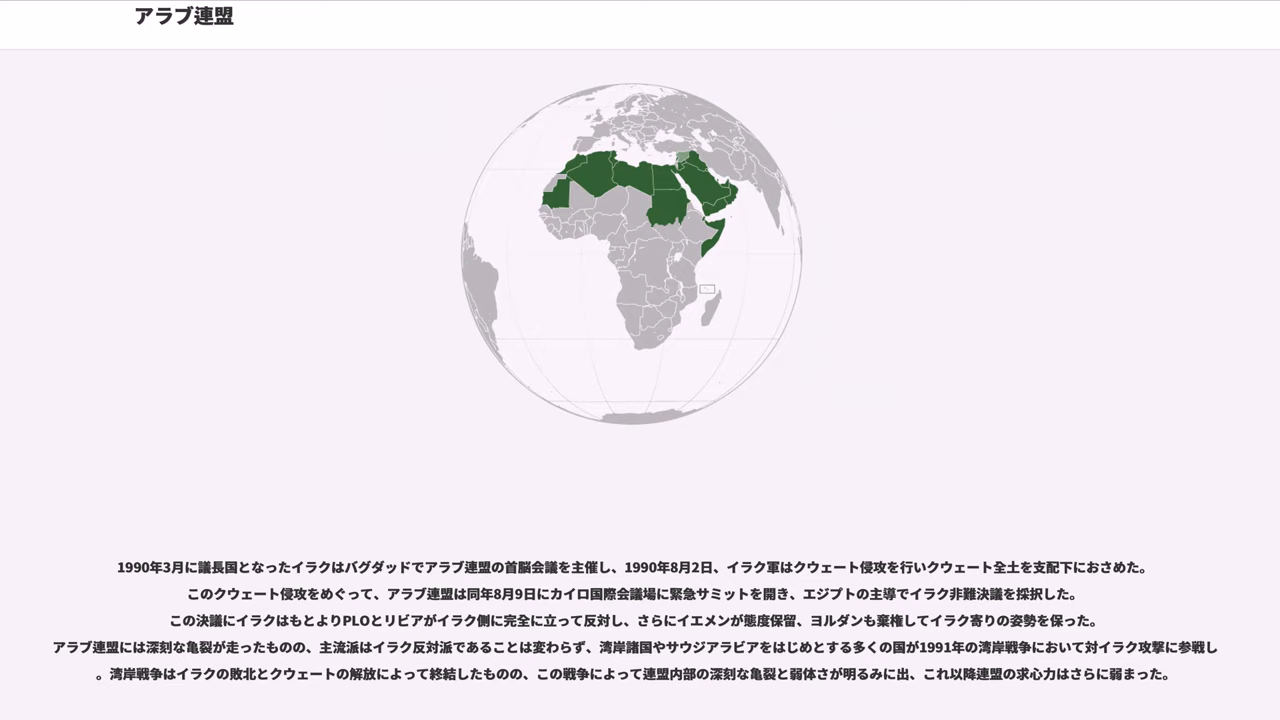 アラブ連盟
1990年3月に議長国となったイラクはバグダッドでアラブ連盟の首脳会議を主催し、1990年8月2日、イラク軍はクウェート侵攻を行いクウェート全土を支配下におさめた。
このクウェート侵攻をめぐって、アラブ連盟は同年8月9日にカイロ国際会議場に緊急サミットを開き、エジプトの主導でイラク非難決議を採択した。
この決議にイラクはもとよりPLOとリビアがイラク側に完全に立って反対し、さらにイエメンが態度保留、ヨルダンも棄権してイラク寄りの姿勢を保った。
アラブ連盟には深刻な亀裂が走ったものの、主流派はイラク反対派であることは変わらず、湾岸諸国やサウジアラビアをはじめとする多くの国が1991年の湾岸戦争において対イラク攻撃に参戦し
。湾岸戦争はイラクの敗北とクウェートの解放によって終結したものの、この戦争によって連盟内部の深刻な亀裂と弱体さが明るみに出、これ以降連盟の求心力はさらに弱まった。